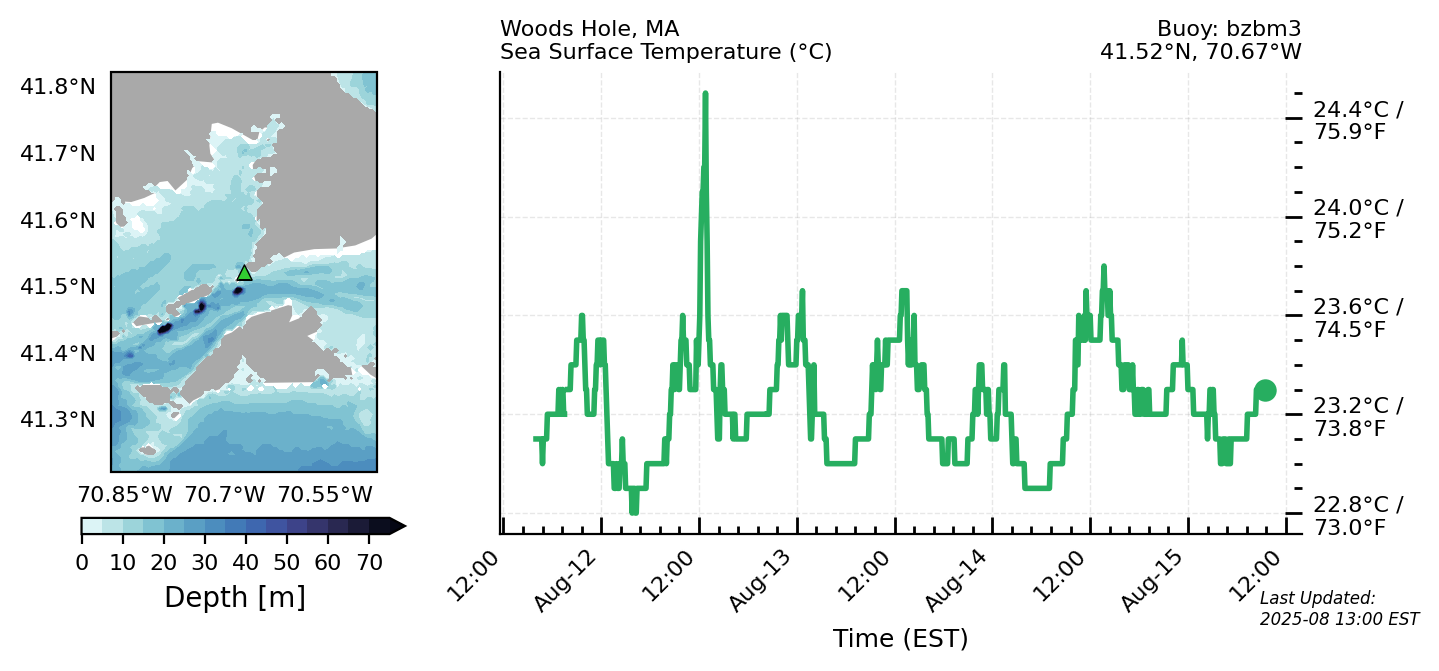 Woods Hole, MA
Sea Surface Temperature (°C)
Buoy: bzbm3
41.52°N, 70.67°W
41.8°N
41.7°N
41.6°N
41.5°N
41.4°N
41.3°N
70.85°W 70.7°W 70.55°W
0 10 20 30 40 50 60 70
Depth [m]
24.4°C /
75.9°F
24.0°C /
75.2°F
23.6°C /
74.5°F
23.2°C /
73.8°F
22.8°C /
73.0°F
12:00 Aug-12 12:00 Aug-13 12:00 Aug-14 12:00 Aug-15 12:00
Time (EST)
Last Updated:
2025-08 13:00 EST